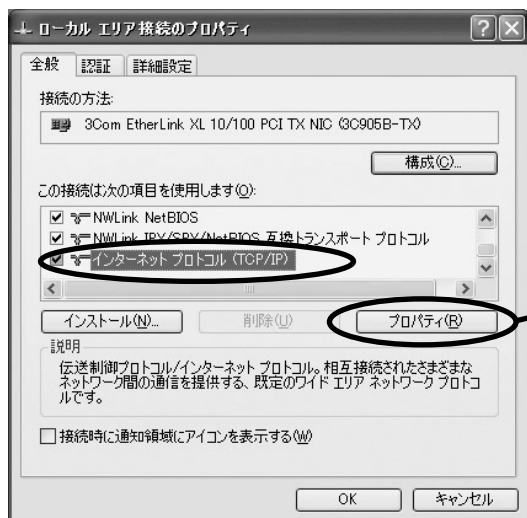 ローカル エリア接続のプロパティ
全般 認証 詳細設定
接続の方法:
3Com EtherLink XL 10/100 PCI TX NIC (3C905B-TX)
構成(C)...
この接続は次の項目を使用します(O):
NWLink NetBIOS
NWLink IPX/SPX/NetBIOS 互換トランスポート プロトコル
インターネット プロトコル (TCP/IP)
インストール(N)... 削除(U) プロパティ(R)
説明
伝送制御プロトコル/インターネット プロトコル。相互接続されたさまざまな
ネットワーク間の通信を提供する、既定のワイド エリア ネットワーク プロトコ
ルです。
接続時に通知領域にアイコンを表示する(W)
OK キャンセル